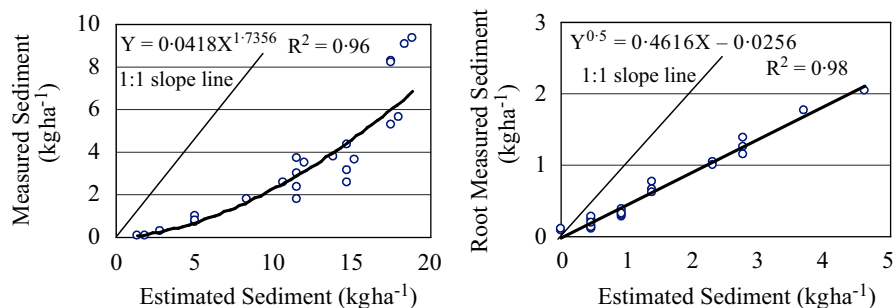 Measured Sediment
(kgha-1)
10
8
6
4
2
0
Y = 0·0418X1·7356
R2 = 0·96
1:1 slope line
0
5
10
15
20
Estimated Sediment (kgha-1)
Root Measured Sediment
(kgha-1)
3
2
1
0
Y0·5 = 0·4616X – 0·0256
1:1 slope line
R2 = 0·98
0
1
2
3
4
5
Estimated Sediment (kgha-1)